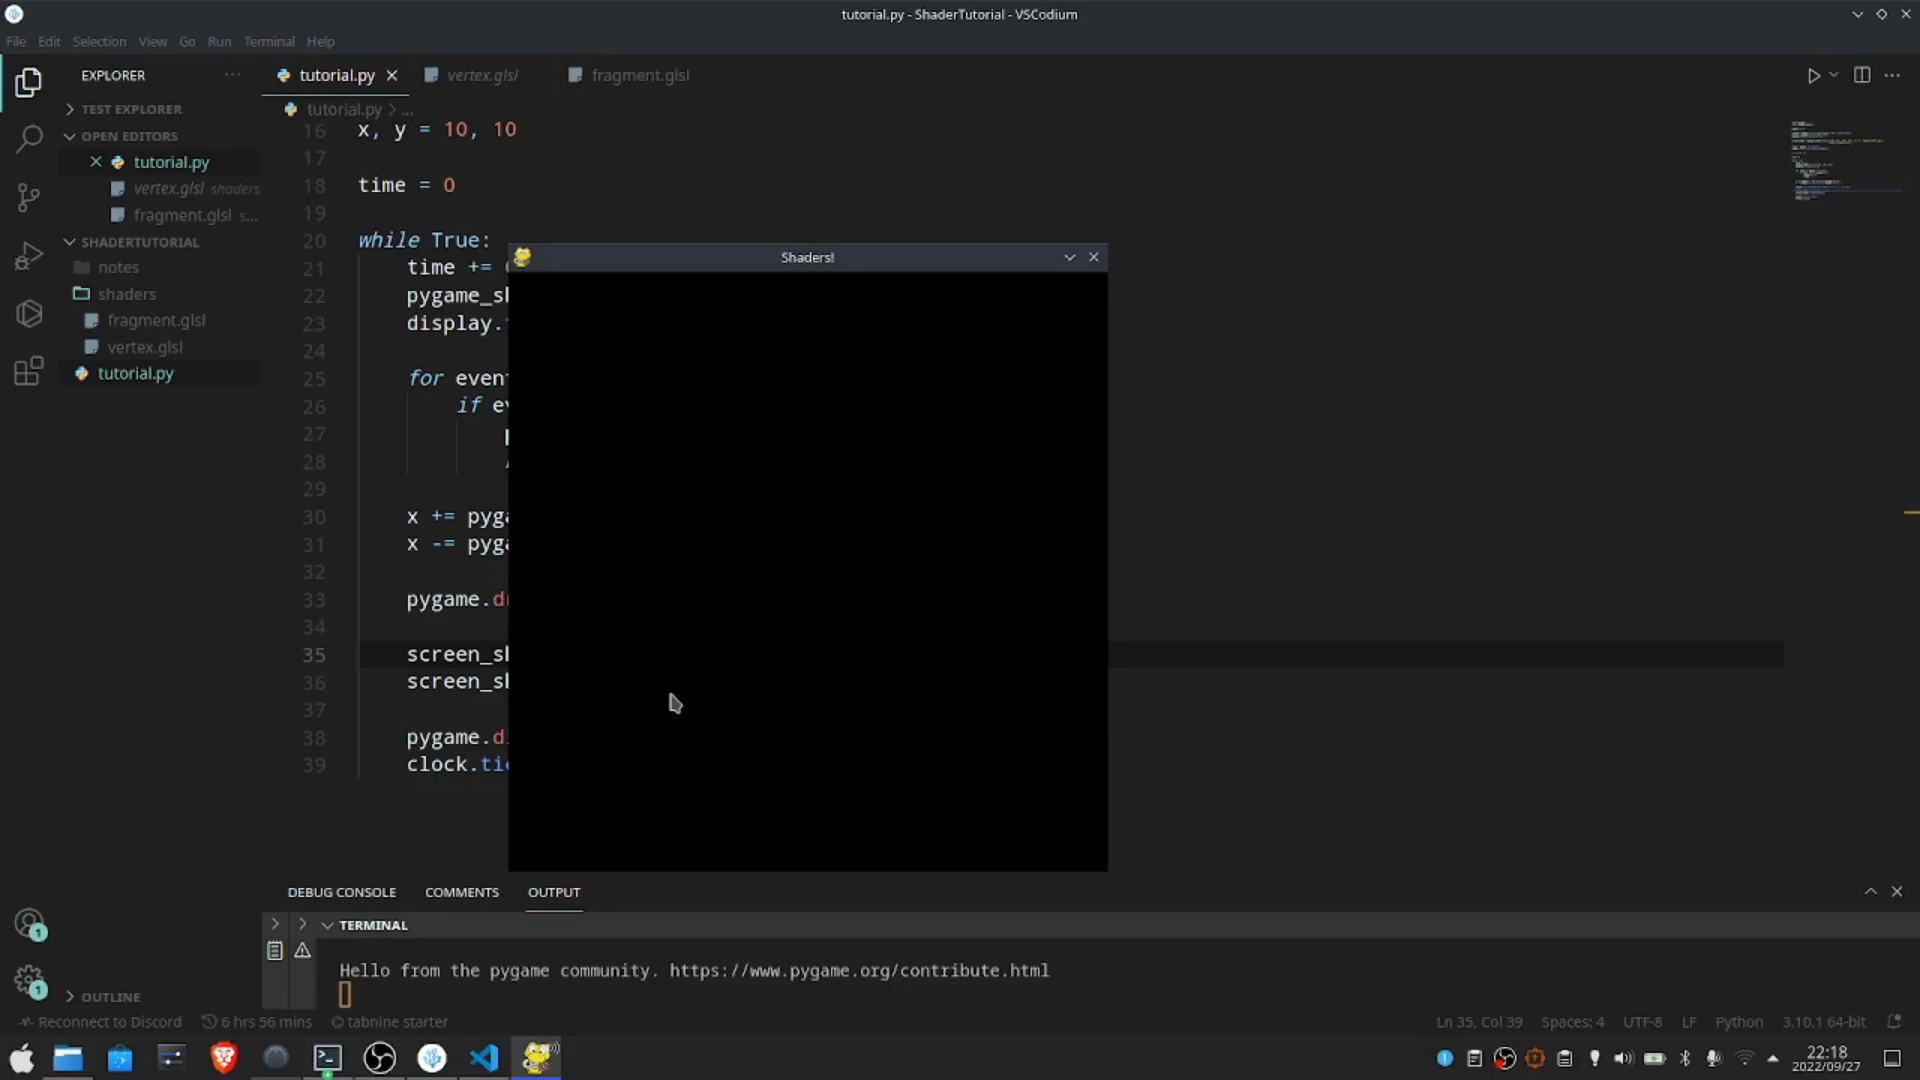 tutorial.py - ShaderTutorial - VSCodium
File Edit Selection View Go Run Terminal Help
EXPLORER
tutorial.py
vertex.glsl
fragment.glsl
TEST EXPLORER
tutorial.py > ...
OPEN EDITORS
tutorial.py
vertex.glsl shaders
fragment.glsl s...
SHADERTUTORIAL
notes
shaders
fragment.glsl
vertex.glsl
tutorial.py
OUTLINE
16 x, y = 10, 10
17
18 time = 0
19
20 while True:
21 time +=
22 pygame_s
23 display.
24
25 for even
26 if e
27
28
29
30 x += pyg
31 x -= pyg
32
33 pygame.d
34
35 screen_s
36 screen_s
37
38 pygame.d
39 clock.ti
Shaders!
DEBUG CONSOLE COMMENTS OUTPUT
TERMINAL
Hello from the pygame community. https://www.pygame.org/contribute.html
1
1
Reconnect to Discord 6 hrs 56 mins tabnine starter
Ln 35, Col 39 Spaces: 4 UTF-8 LF Python 3.10.1 64-bit
22:18
2022/09/27